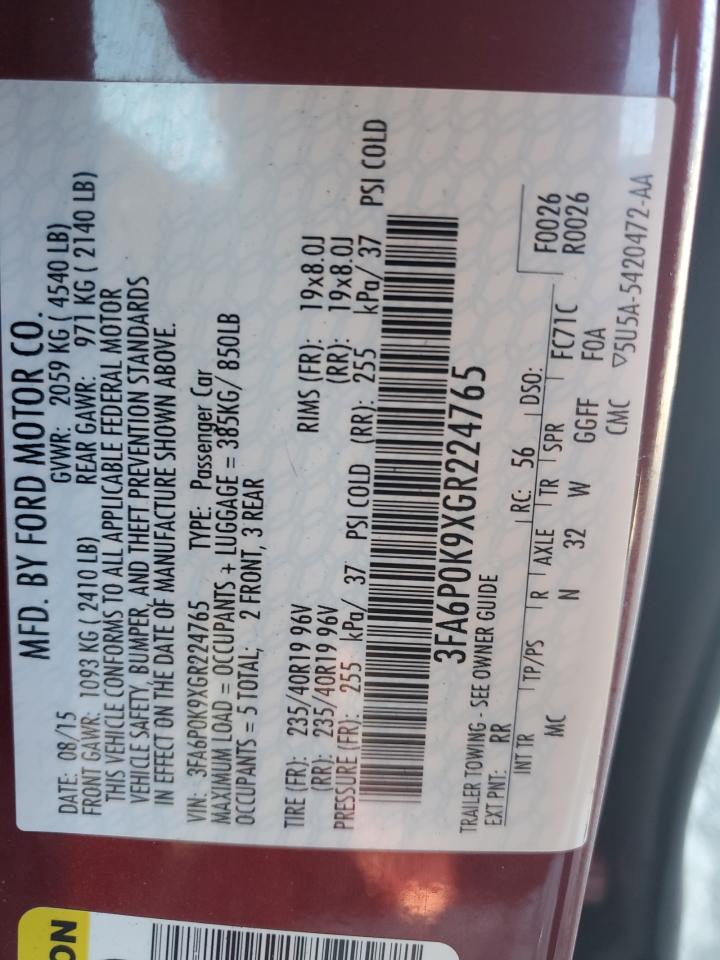 MFD. BY FORD MOTOR CO.
DATE: 08/15 GVWR: 2059 KG ( 4540 LB)
FRONT GAWR: 1093 KG ( 2410 LB) REAR GAWR: 971 KG ( 2140 LB)
THIS VEHICLE CONFORMS TO ALL APPLICABLE FEDERAL MOTOR
VEHICLE SAFETY, BUMPER, AND THEFT PREVENTION STANDARDS
IN EFFECT ON THE DATE OF MANUFACTURE SHOWN ABOVE.
VIN: 3FA6P0K9XGR224765 TYPE: Passenger Car
MAXIMUM LOAD = OCCUPANTS + LUGGAGE = 385KG/ 850LB
OCCUPANTS = 5 TOTAL; 2 FRONT, 3 REAR
TIRE (FR): 235/40R19 96V RIMS (FR): 19x8.0J
(RR): 235/40R19 96V (RR): 19x8.0J
PRESSURE (FR): 255 kPa/ 37 PSI COLD (RR): 255 kPa/ 37 PSI COLD
3FA6P0K9XGR224765
TRAILER TOWING - SEE OWNER GUIDE
EXT PNT: RR RC: 56 DSO: F0026
R0026
INT TR TP/PS R AXLE TR SPR FC71C
MC N 32 W GGFF F0A
CMC ▽5U5A-5420472-AA
ON